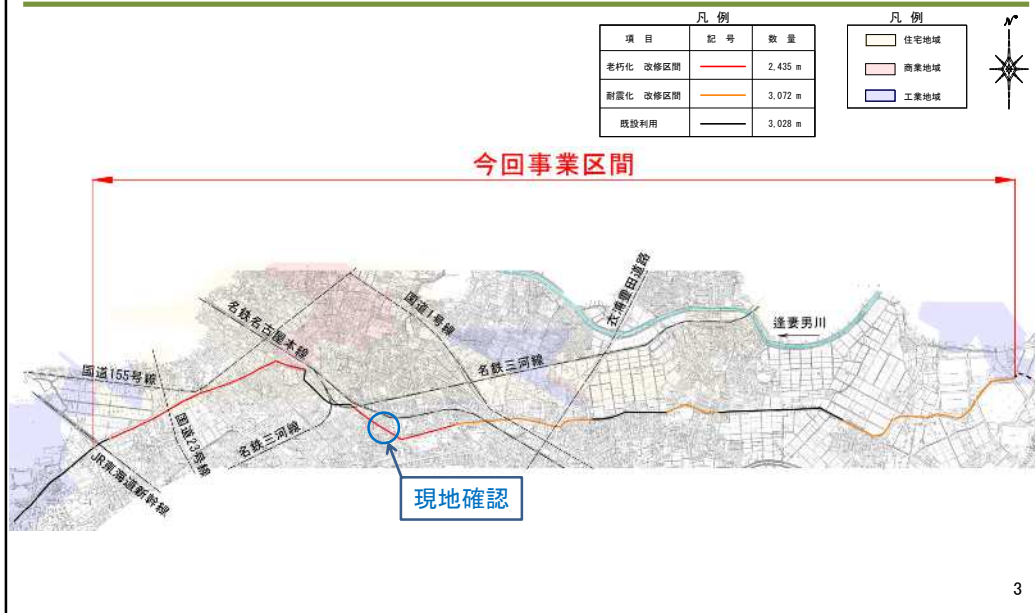 凡 例
項 目 記 号 数 量
老朽化 改修区間 2,435 m
耐震化 改修区間 3,072 m
既設利用 3,028 m
凡 例
住宅地域
商業地域
工業地域
N
今回事業区間
衣浦豊田道路
国道1号線
名鉄名古屋本線
逢妻男川
名鉄三河線
国道155号線
国道23号線
名鉄三河線
JR東海道新幹線
現地確認
3